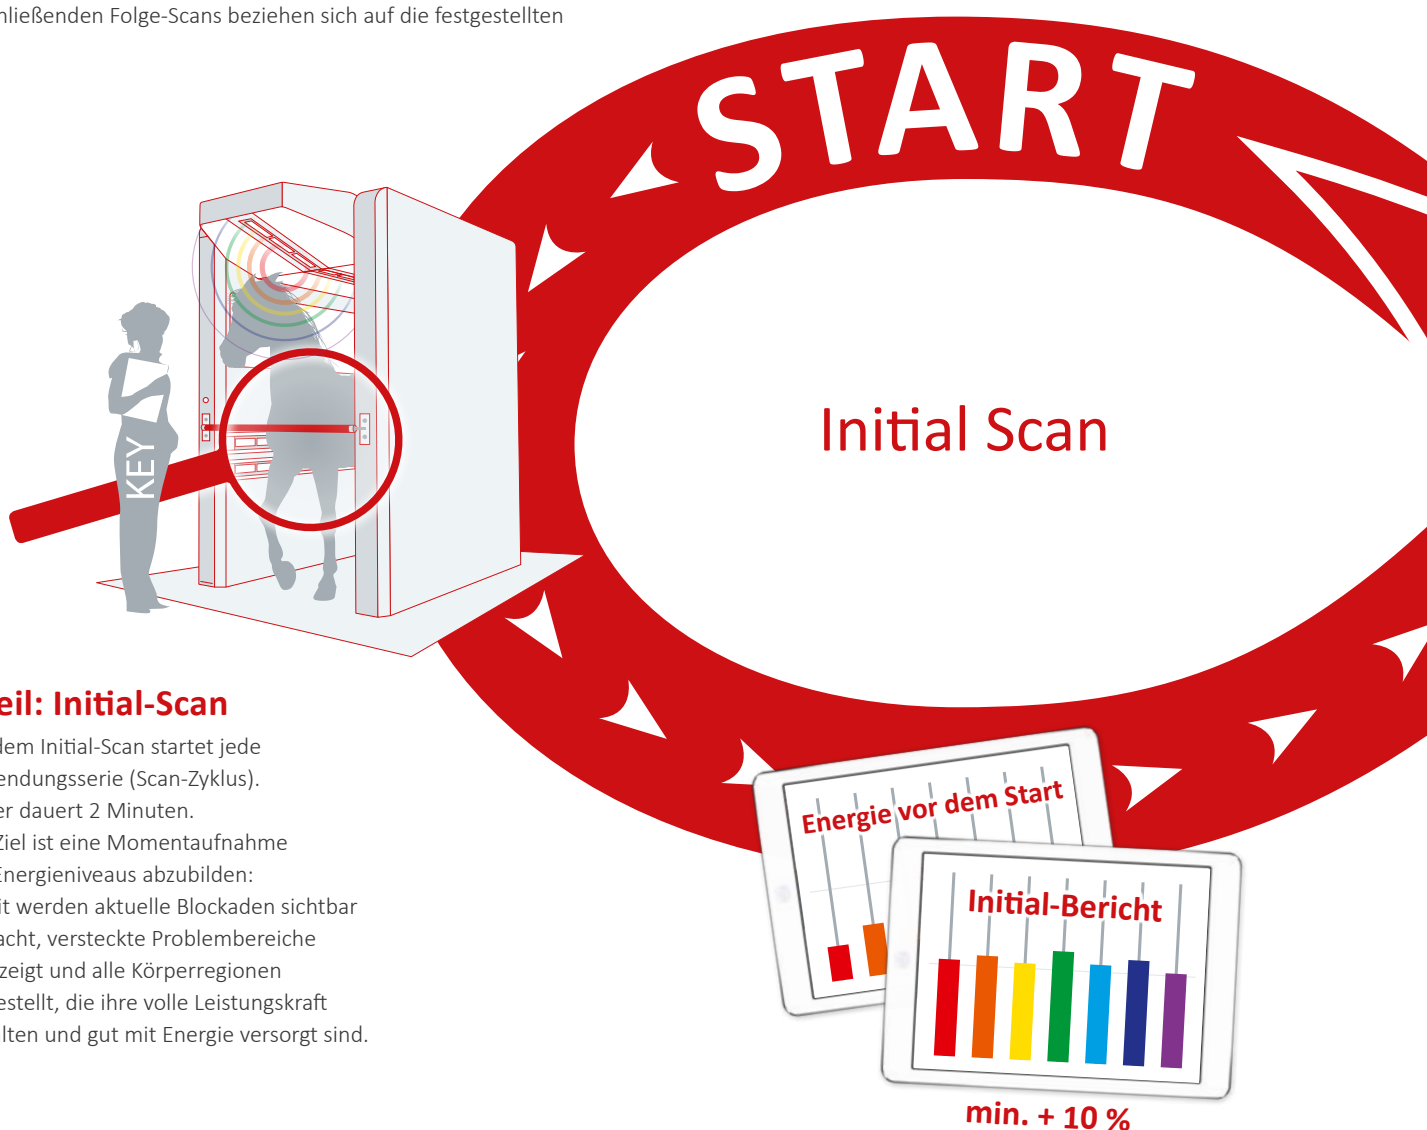 hließenden Folge-Scans beziehen sich auf die festgestellten
START
KEY
Initial Scan
eil: Initial-Scan
dem Initial-Scan startet jede
endungsserie (Scan-Zyklus).
er dauert 2 Minuten.
Ziel ist eine Momentaufnahme
Energieniveaus abzubilden:
it werden aktuelle Blockaden sichtbar
acht, versteckte Problembereiche
zeigt und alle Körperregionen
estellt, die ihre volle Leistungskraft
lten und gut mit Energie versorgt sind.
Energie vor dem Start
Initial-Bericht
min. + 10 %